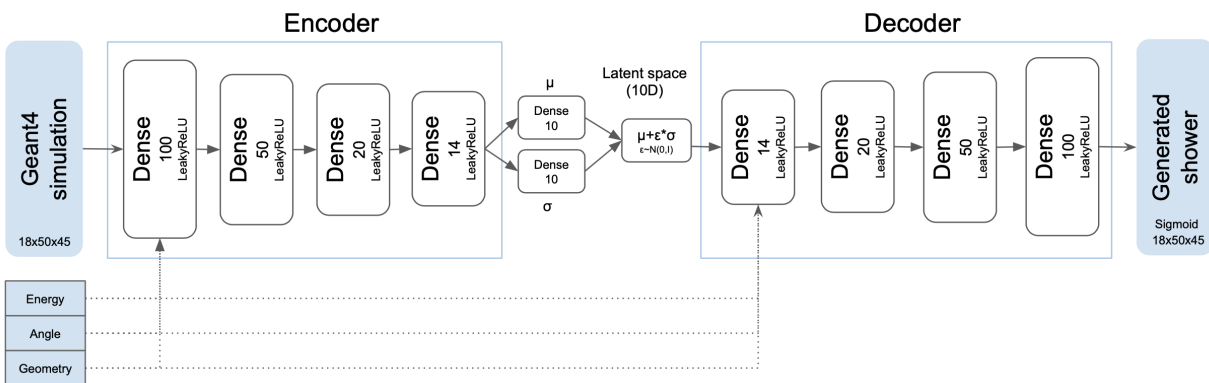 Encoder
Decoder
Geant4
simulation
18x50x45
Dense
100
LeakyReLU
Dense
50
LeakyReLU
Dense
20
LeakyReLU
Dense
14
LeakyReLU
μ
Dense
10
Dense
10
σ
Latent space
(10D)
μ+ε*σ
ε~N(0,I)
Dense
14
LeakyReLU
Dense
20
LeakyReLU
Dense
50
LeakyReLU
Dense
100
LeakyReLU
Generated
shower
Sigmoid
18x50x45
Energy
Angle
Geometry